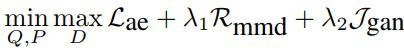 min max L_ae + λ₁R_mmd + λ₂J_gan
Q,P D